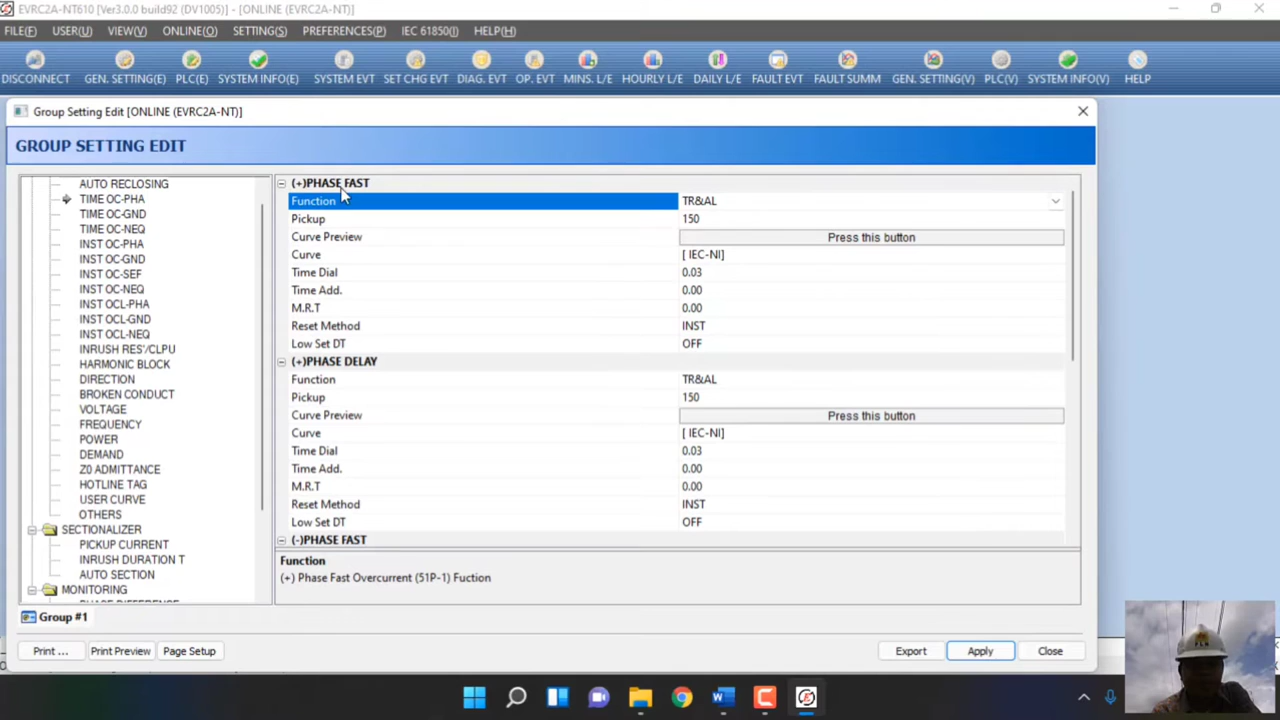 EVRC2A-NT610 [Ver3.0.0 build92 (DV1005)] - [ONLINE (EVRC2A-NT)]
FILE(F) USER(U) VIEW(V) ONLINE(O) SETTING(S) PREFERENCES(P) IEC 61850(I) HELP(H)
DISCONNECT GEN. SETTING(E) PLC(E) SYSTEM INFO(E) SYSTEM EVT SET CHG EVT DIAG. EVT OP. EVT MINS. L/E HOURLY L/E DAILY L/E FAULT EVT FAULT SUMM GEN. SETTING(V) PLC(V) SYSTEM INFO(V) HELP
Group Setting Edit [ONLINE (EVRC2A-NT)]
GROUP SETTING EDIT
AUTO RECLOSING
TIME OC-PHA
TIME OC-GND
TIME OC-NEQ
INST OC-PHA
INST OC-GND
INST OC-SEF
INST OC-NEQ
INST OCL-PHA
INST OCL-GND
INST OCL-NEQ
INRUSH RES'/CLPU
HARMONIC BLOCK
DIRECTION
BROKEN CONDUCT
VOLTAGE
FREQUENCY
POWER
DEMAND
Z0 ADMITTANCE
HOTLINE TAG
USER CURVE
OTHERS
SECTIONALIZER
PICKUP CURRENT
INRUSH DURATION T
AUTO SECTION
MONITORING
(+)PHASE FAST
Function TR&AL
Pickup 150
Curve Preview Press this button
Curve [ IEC-NI]
Time Dial 0.03
Time Add. 0.00
M.R.T 0.00
Reset Method INST
Low Set DT OFF
(+)PHASE DELAY
Function TR&AL
Pickup 150
Curve Preview Press this button
Curve [ IEC-NI]
Time Dial 0.03
Time Add. 0.00
M.R.T 0.00
Reset Method INST
Low Set DT OFF
(-)PHASE FAST
Function
(+) Phase Fast Overcurrent (51P-1) Fuction
Group #1
Print ... Print Preview Page Setup Export Apply Close